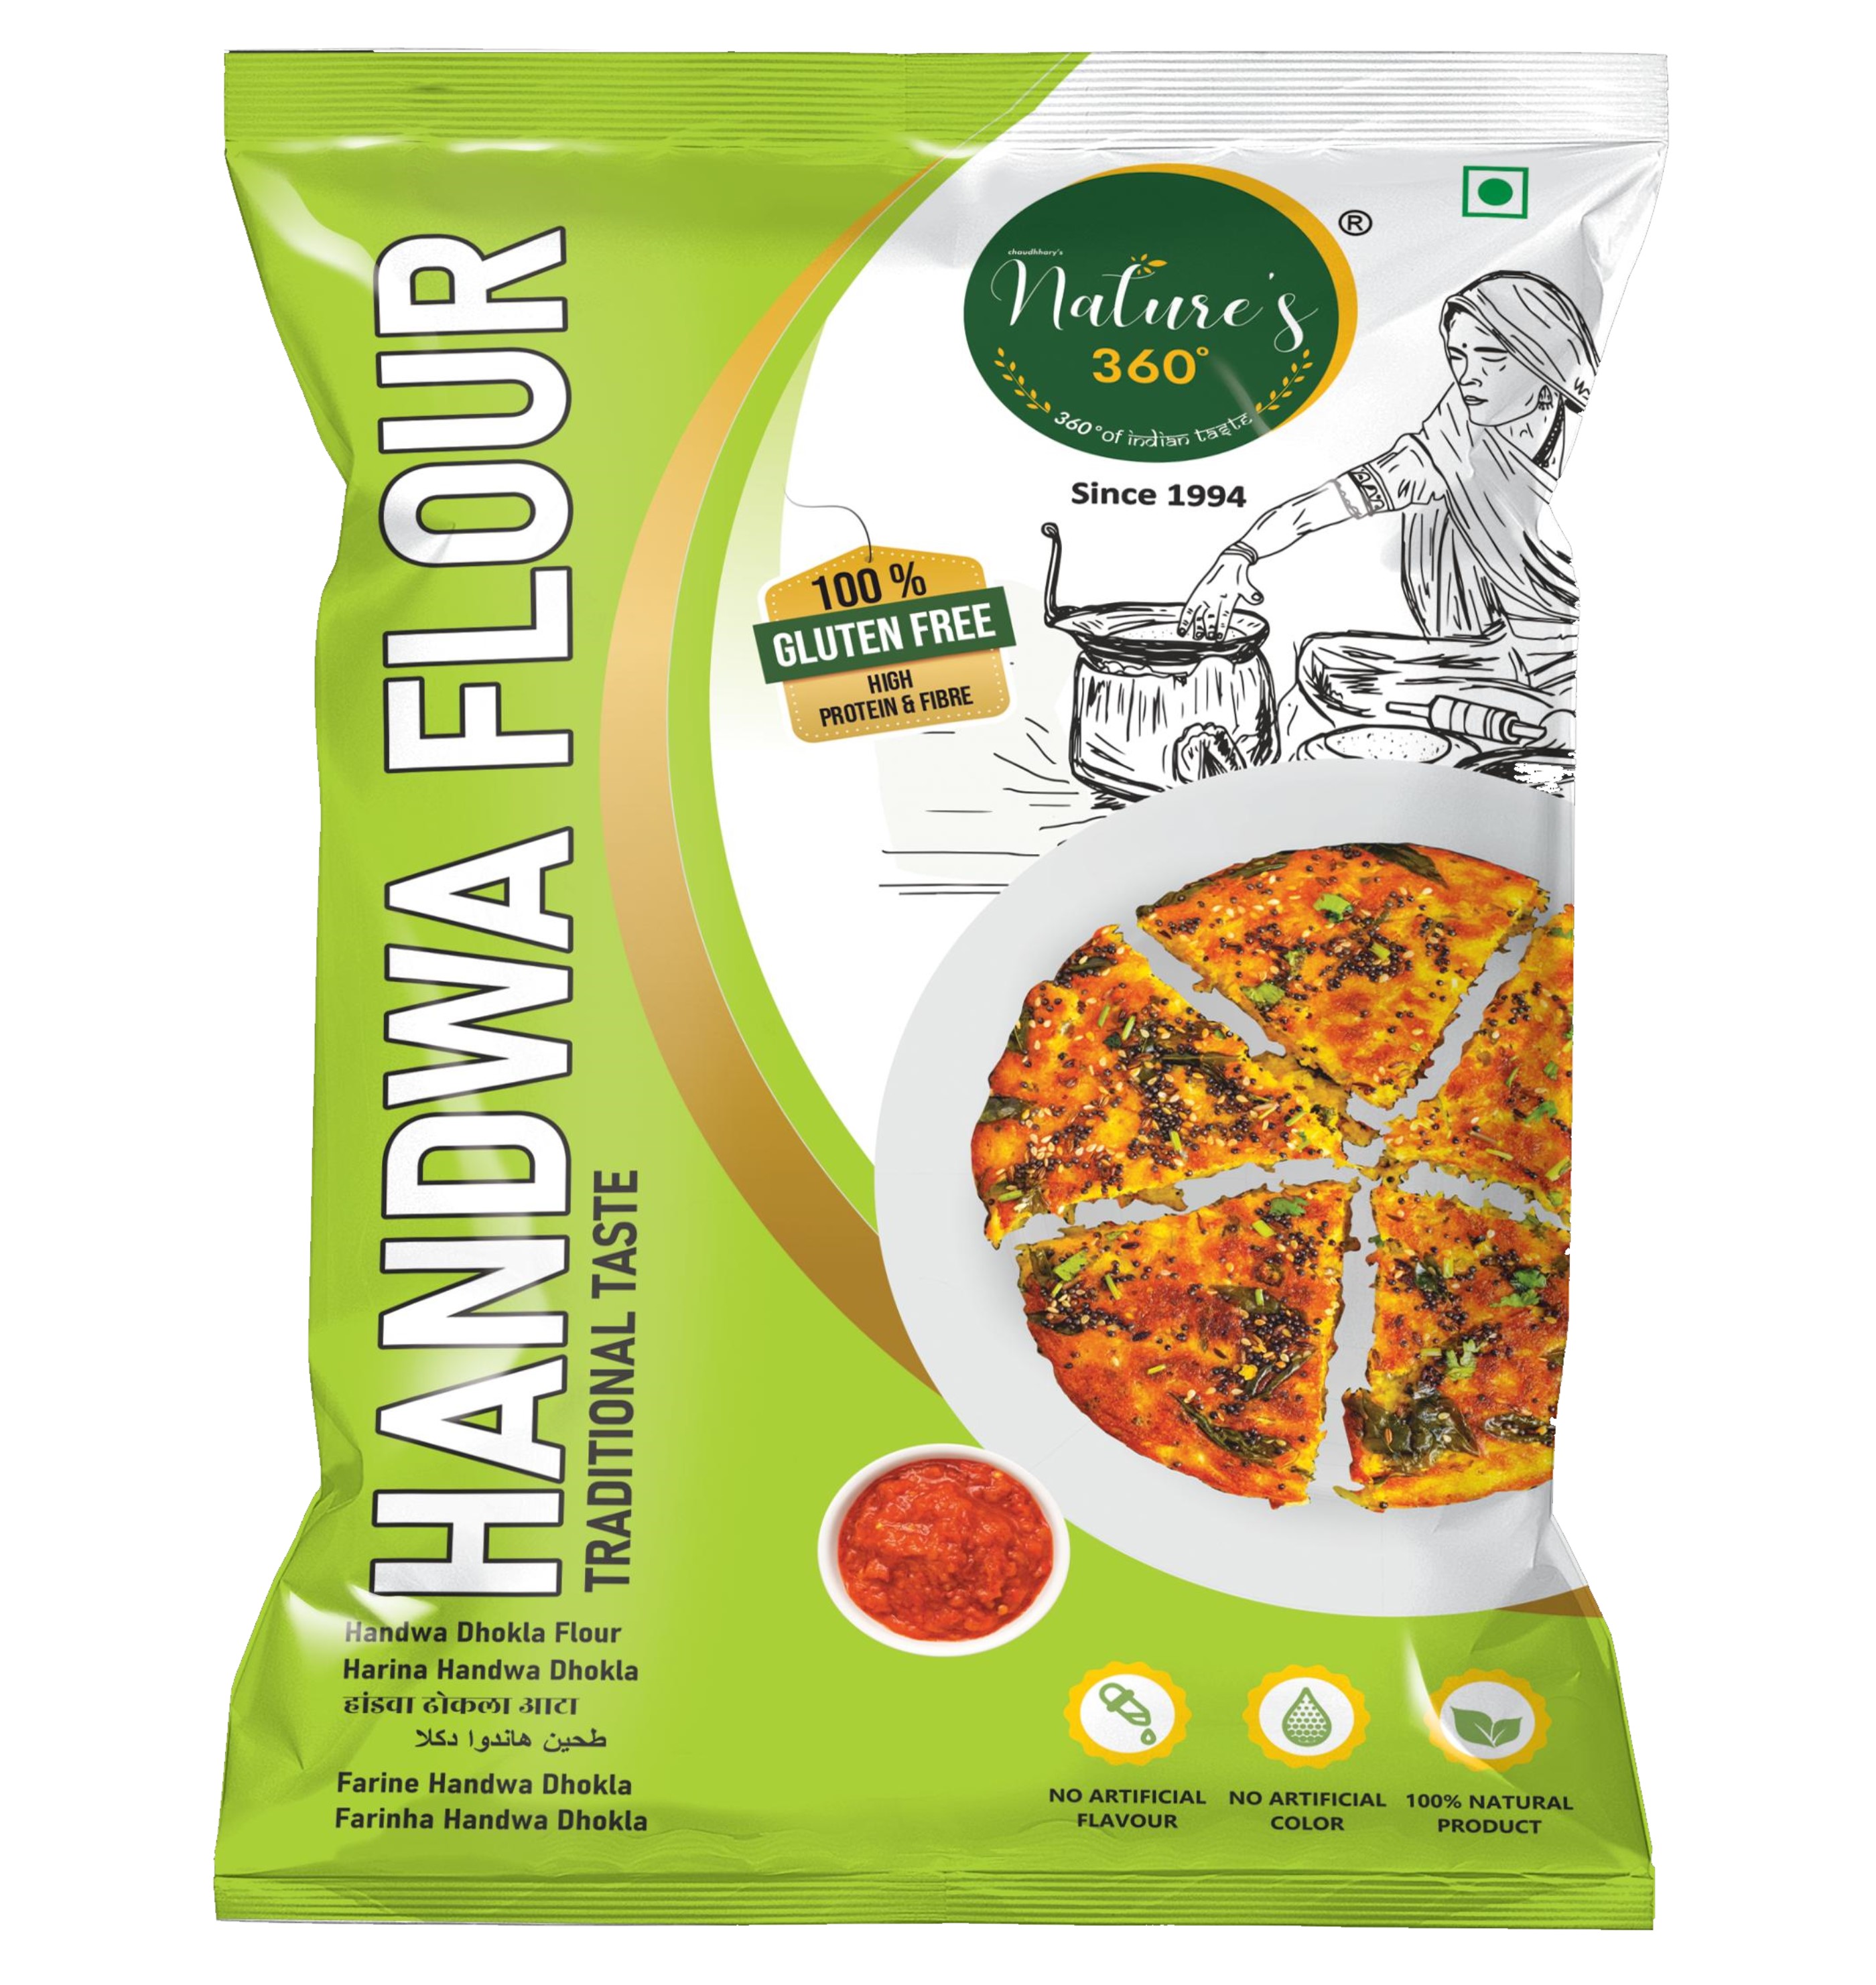 HANDWA FLOUR
TRADITIONAL TASTE
chaudhhary's
Nature's
360°
360° of indian taste
®
Since 1994
100 %
GLUTEN FREE
HIGH
PROTEIN & FIBRE
Handwa Dhokla Flour
Harina Handwa Dhokla
हांडवा ढोकला आटा
طحين هاندوا دكلا
Farine Handwa Dhokla
Farinha Handwa Dhokla
NO ARTIFICIAL
FLAVOUR
NO ARTIFICIAL
COLOR
100% NATURAL
PRODUCT